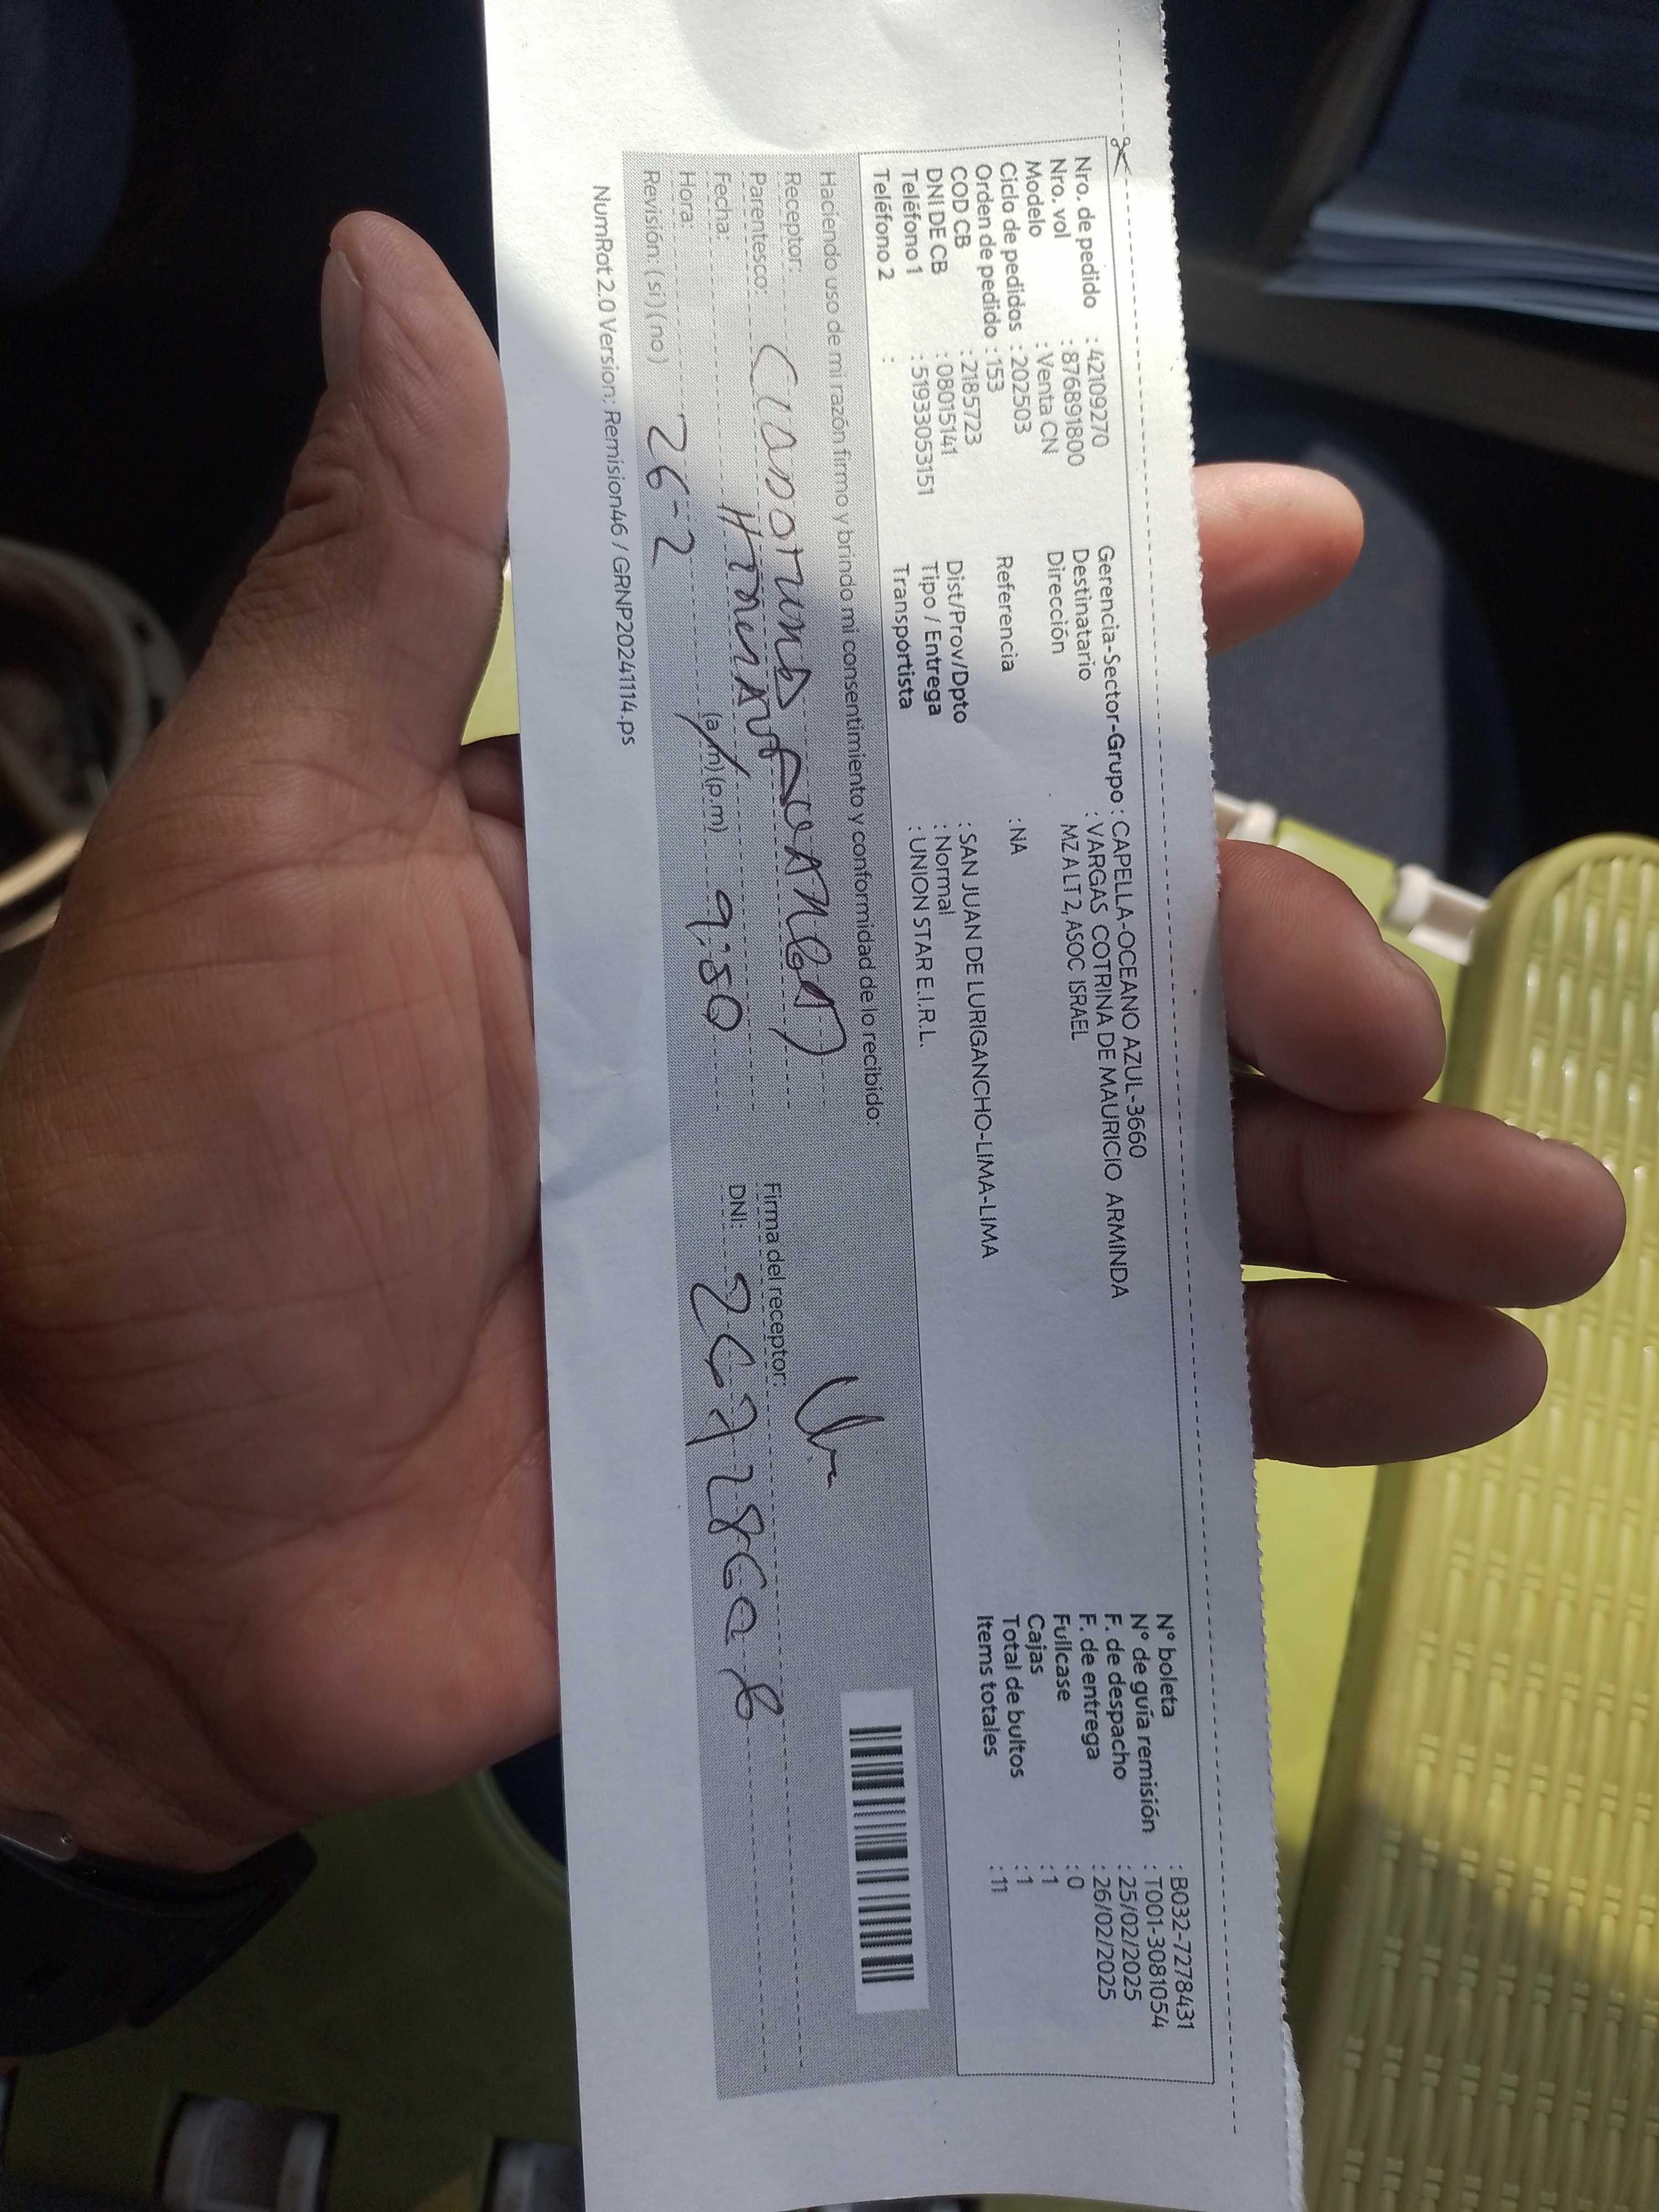 Nro. de pedido : 42109270
Nro. vol : 876891800
Modelo : Venta CN
Ciclo de pedidos : 202503
Orden de pedido : 153
COD CB : 2185723
DNI DE CB : 08015141
Teléfono 1 : 51933053151
Teléfono 2 :
Gerencia-Sector-Grupo : CAPELLA-OCEANO AZUL-3660
Destinatario : VARGAS COTRINA DE MAURICIO ARMINDA
Dirección MZ A LT 2, ASOC ISRAEL
Referencia : NA
Dist/Prov/Dpto : SAN JUAN DE LURIGANCHO-LIMA-LIMA
Tipo / Entrega : Normal
Transportista : UNION STAR E.I.R.L.
N° boleta : B032-7278431
N° de guía remisión : T001-3081054
F. de despacho : 25/02/2025
F. de entrega : 26/02/2025
Fullcase : 0
Cajas : 1
Total de bultos : 1
Items totales : 11
Haciendo uso de mi razón firmo y brindo mi consentimiento y conformidad de lo recibido:
Receptor:
Parentesco:
Fecha:
Hora: (a.m) (p.m) 9:50
Revisión: (si) (no) 26-2
Firma del receptor:
DNI:
NumRot 2.0 Version: Remision46 / GRNP20241114.ps